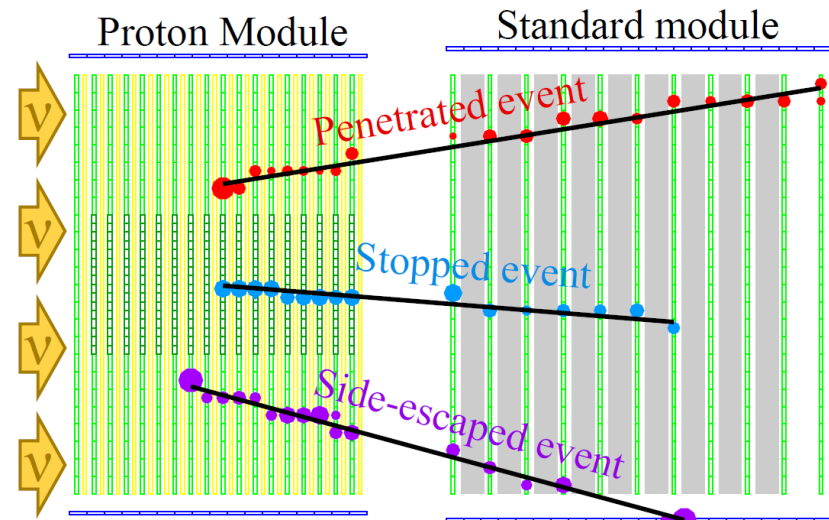 Proton Module
Standard module
ν
Penetrated event
ν
Stopped event
ν
Side-escaped event
ν